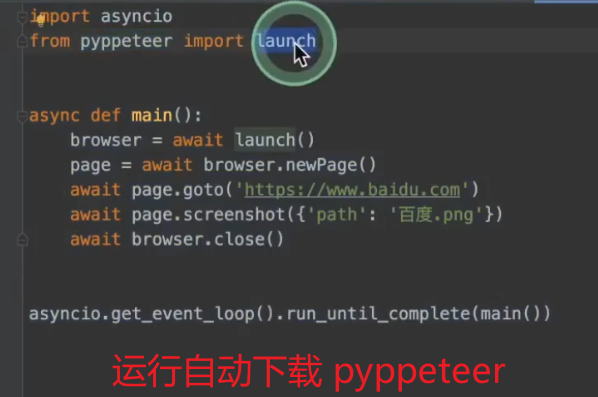 import asyncio
from pyppeteer import launch
async def main():
browser = await launch()
page = await browser.newPage()
await page.goto('https://www.baidu.com')
await page.screenshot({'path': '百度.png'})
await browser.close()
asyncio.get_event_loop().run_until_complete(main())
运行自动下载 pyppeteer